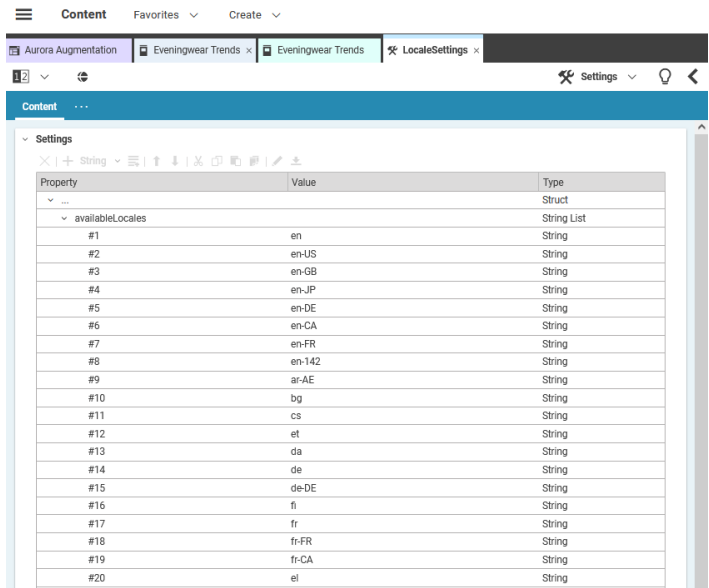 Content Favorites Create
Aurora Augmentation Eveningwear Trends × Eveningwear Trends LocaleSettings ×
12 Settings
Content ...
Settings
String
Property Value Type
... Struct
availableLocales String List
#1 en String
#2 en-US String
#3 en-GB String
#4 en-JP String
#5 en-DE String
#6 en-CA String
#7 en-FR String
#8 en-142 String
#9 ar-AE String
#10 bg String
#11 cs String
#12 et String
#13 da String
#14 de String
#15 de-DE String
#16 fi String
#17 fr String
#18 fr-FR String
#19 fr-CA String
#20 el String